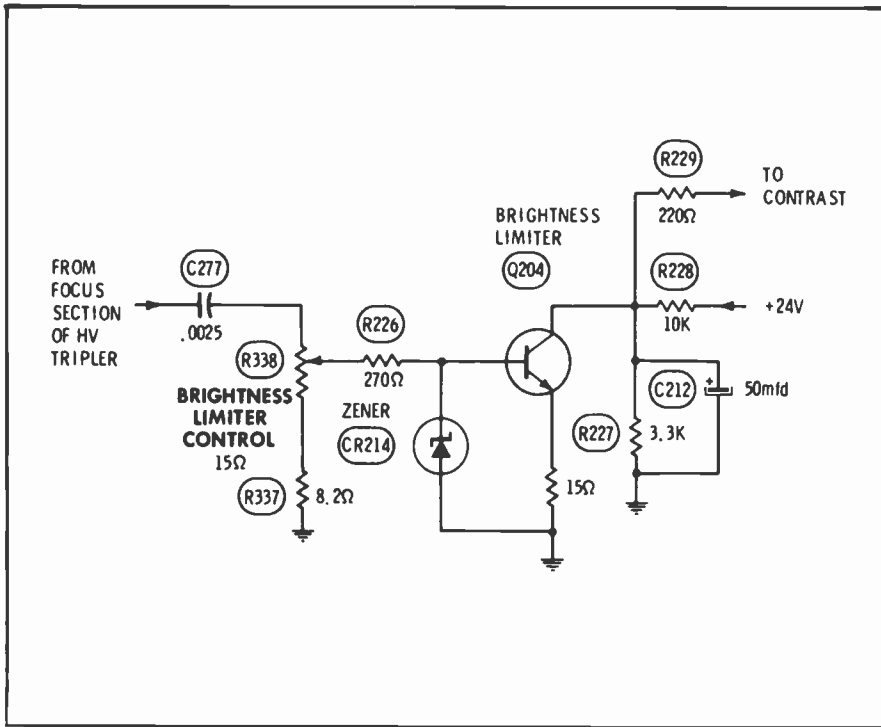 R229
TO
CONTRAST
220Ω
BRIGHTNESS
LIMITER
Q204
R228
+24V
10K
FROM
FOCUS
SECTION
OF HV
TRIPLER
C277
.0025
R226
270Ω
R338
BRIGHTNESS
LIMITER
CONTROL
15Ω
ZENER
CR214
R337
8.2Ω
15Ω
R227
3.3K
C212
+
50mfd